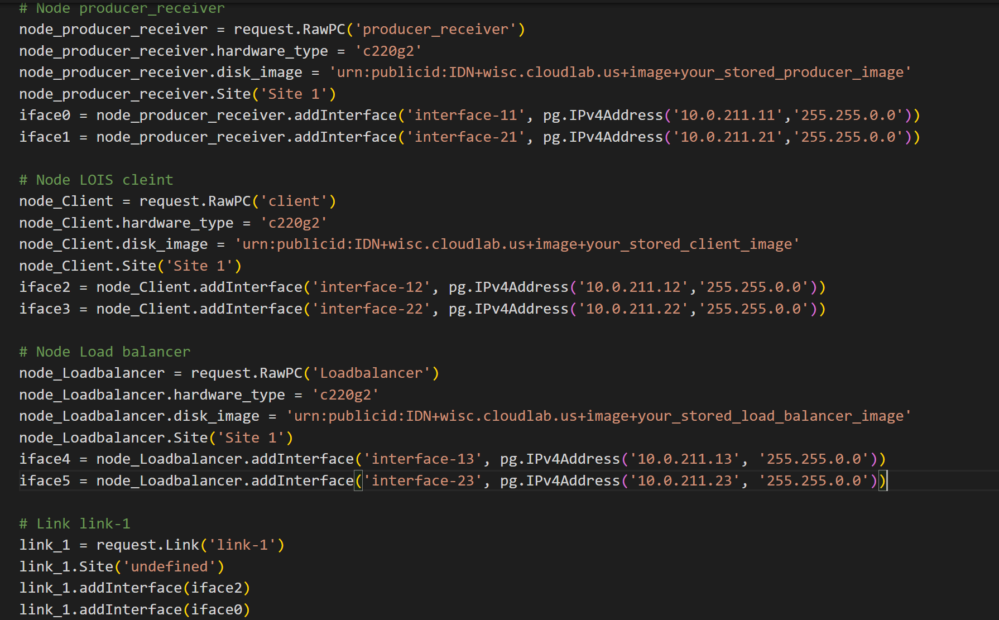 # Node producer_receiver
node_producer_receiver = request.RawPC('producer_receiver')
node_producer_receiver.hardware_type = 'c220g2'
node_producer_receiver.disk_image = 'urn:publicid:IDN+wisc.cloudlab.us+image+your_stored_producer_image'
node_producer_receiver.Site('Site 1')
iface0 = node_producer_receiver.addInterface('interface-11', pg.IPv4Address('10.0.211.11','255.255.0.0'))
iface1 = node_producer_receiver.addInterface('interface-21', pg.IPv4Address('10.0.211.21','255.255.0.0'))

# Node LOIS cleint
node_Client = request.RawPC('client')
node_Client.hardware_type = 'c220g2'
node_Client.disk_image = 'urn:publicid:IDN+wisc.cloudlab.us+image+your_stored_client_image'
node_Client.Site('Site 1')
iface2 = node_Client.addInterface('interface-12', pg.IPv4Address('10.0.211.12','255.255.0.0'))
iface3 = node_Client.addInterface('interface-22', pg.IPv4Address('10.0.211.22','255.255.0.0'))

# Node Load balancer
node_Loadbalancer = request.RawPC('Loadbalancer')
node_Loadbalancer.hardware_type = 'c220g2'
node_Loadbalancer.disk_image = 'urn:publicid:IDN+wisc.cloudlab.us+image+your_stored_load_balancer_image'
node_Loadbalancer.Site('Site 1')
iface4 = node_Loadbalancer.addInterface('interface-13', pg.IPv4Address('10.0.211.13', '255.255.0.0'))
iface5 = node_Loadbalancer.addInterface('interface-23', pg.IPv4Address('10.0.211.23', '255.255.0.0'))

# Link link-1
link_1 = request.Link('link-1')
link_1.Site('undefined')
link_1.addInterface(iface2)
link_1.addInterface(iface0)